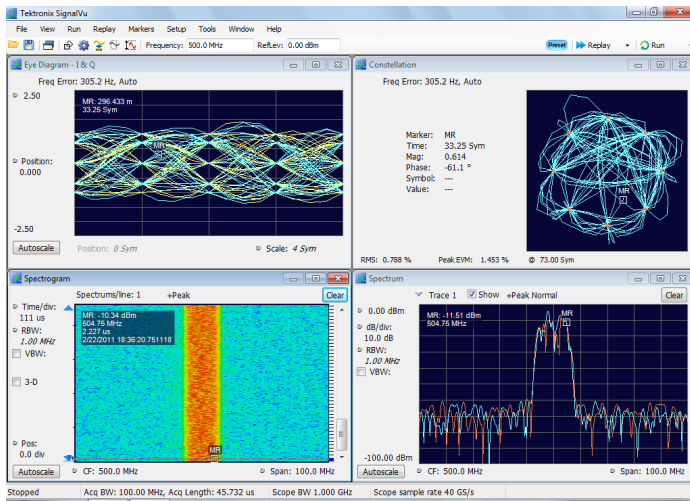 Tektronix SignalVu
File View Run Replay Markers Setup Tools Window Help
Frequency: 500.0 MHz RefLev: 0.00 dBm Preset Replay Run
Eye Diagram - I & Q
Freq Error: 305.2 Hz, Auto
2.50
MR: 296.433 m
33.25 Sym
MR
Position:
0.000
-2.50
Autoscale Position: 0 Sym Scale: 4 Sym
Constellation
Freq Error: 305.2 Hz, Auto
Marker: MR
Time: 33.25 Sym
Mag: 0.614
Phase: -61.1 °
Symbol: ---
Value: ---
MR
RMS: 0.788 % Peak EVM: 1.453 % @ 73.00 Sym
Spectrogram
Spectrums/line: 1 +Peak Clear
Time/div:
111 us
RBW:
1.00 MHz
VBW:
3-D
Pos:
0.0 div
MR: -10.34 dBm
504.75 MHz
2.227 us
2/22/2011 18:36:20.751118
MR
Autoscale CF: 500.0 MHz Span: 100.0 MHz
Spectrum
Trace 1 Show +Peak Normal Clear
0.00 dBm
dB/div:
10.0 dB
RBW:
1.00 MHz
VBW:
-100.00 dBm
MR: -11.51 dBm
504.75 MHz
MR
Autoscale CF: 500.0 MHz Span: 100.0 MHz
Stopped Acq BW: 100.00 MHz, Acq Length: 45.732 us Scope BW 1.000 GHz Scope sample rate 40 GS/s